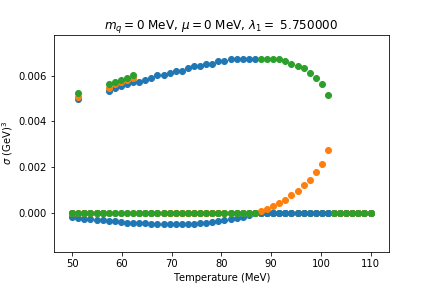 $m_q = 0$ MeV, $\mu = 0$ MeV, $\lambda_1 =$ 5.750000
σ (GeV)³
0.006
0.004
0.002
0.000
50 60 70 80 90 100 110
Temperature (MeV)